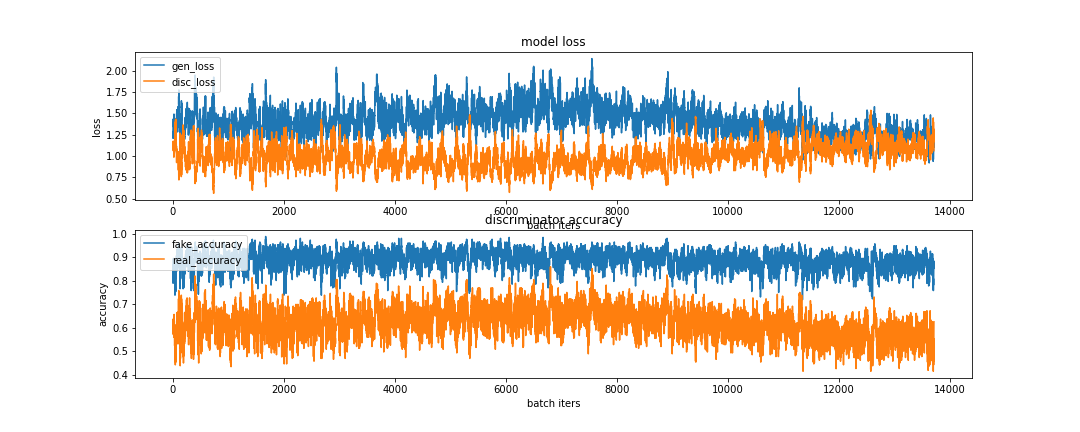 model loss
2.00
1.75
1.50
1.25
1.00
0.75
0.50
loss
gen_loss
disc_loss
0 2000 4000 6000 8000 10000 12000 14000
batch iters
discriminator accuracy
1.0
0.9
0.8
0.7
0.6
0.5
0.4
accuracy
fake_accuracy
real_accuracy
0 2000 4000 6000 8000 10000 12000 14000
batch iters